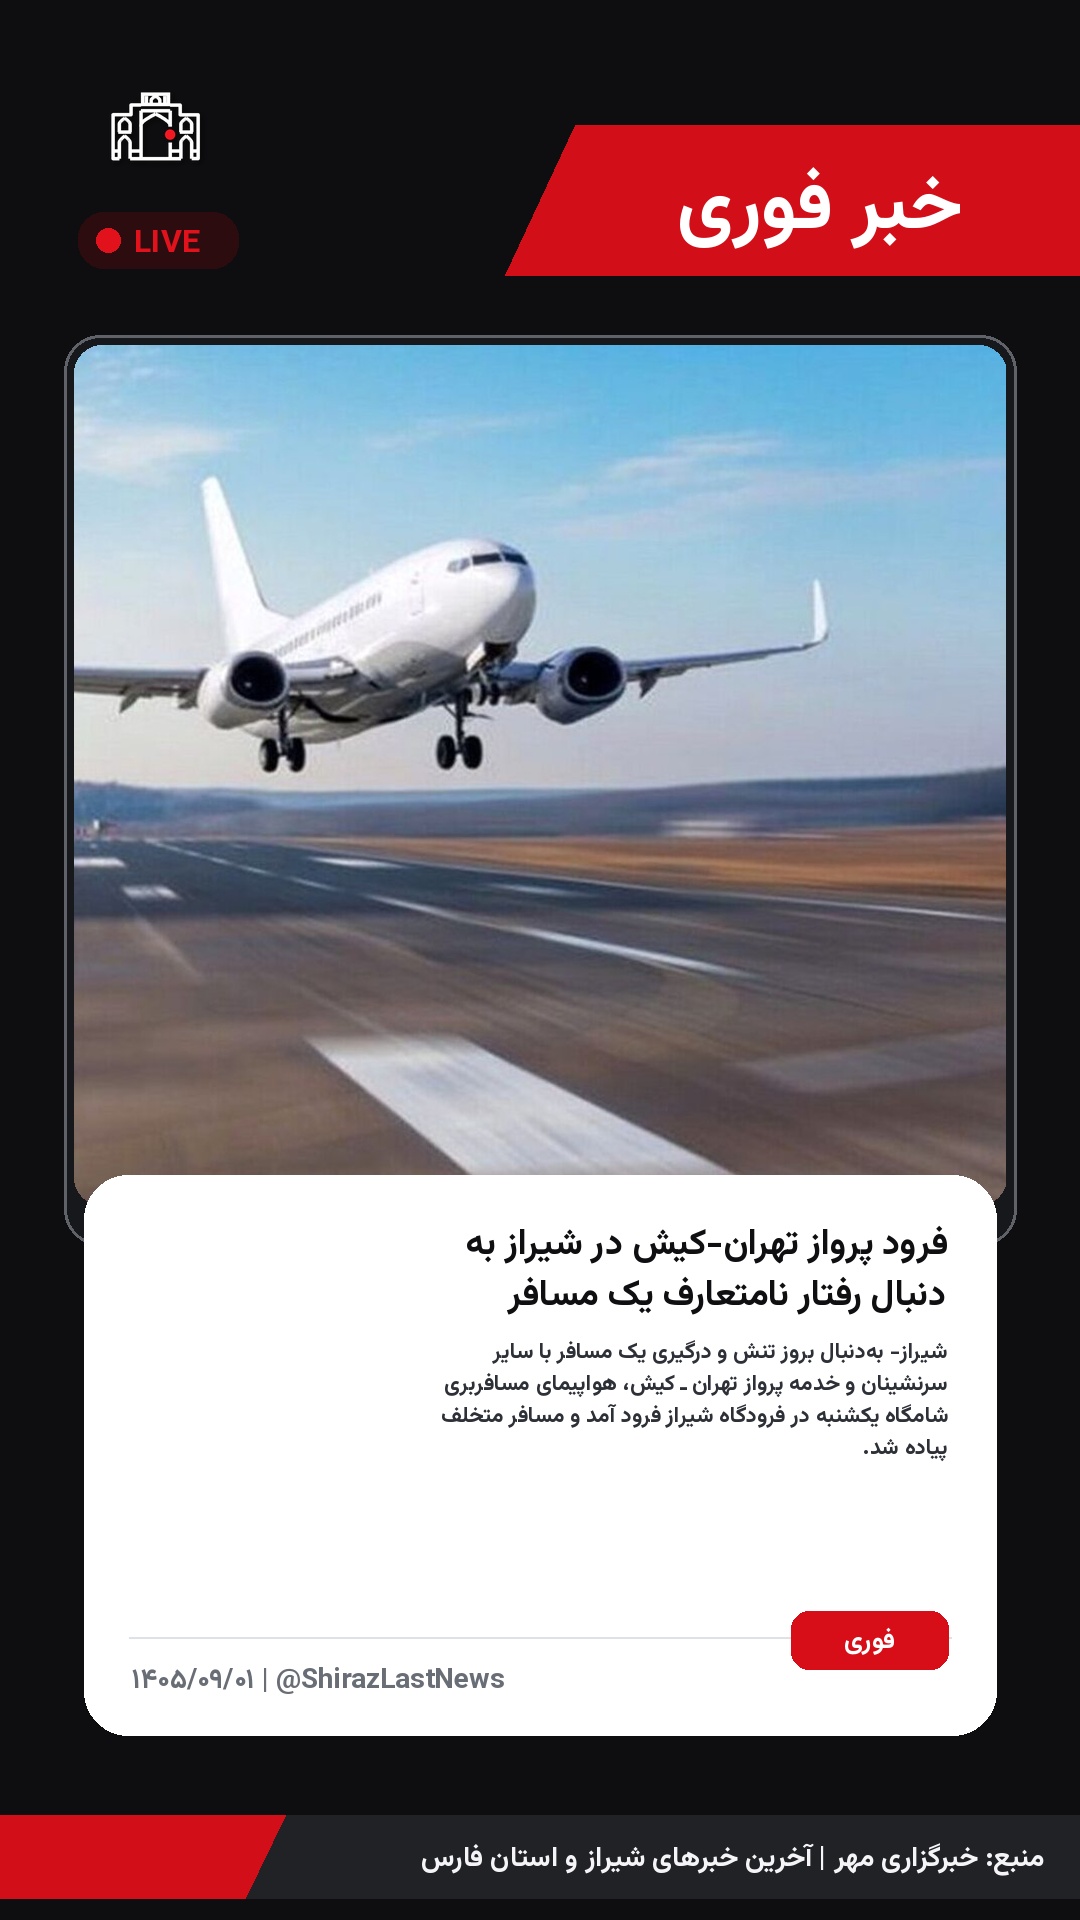 خبر فوری
LIVE
فرود پرواز تهران-کیش در شیراز به
دنبال رفتار نامتعارف یک مسافر
شیراز- به‌دنبال بروز تنش و درگیری یک مسافر با سایر
سرنشینان و خدمه پرواز تهران ـ کیش، هواپیمای مسافربری
شامگاه یکشنبه در فرودگاه شیراز فرود آمد و مسافر متخلف
پیاده شد.
فوری
۱۴۰۵/۰۹/۰۱ | @ShirazLastNews
منبع: خبرگزاری مهر | آخرین خبرهای شیراز و استان فارس